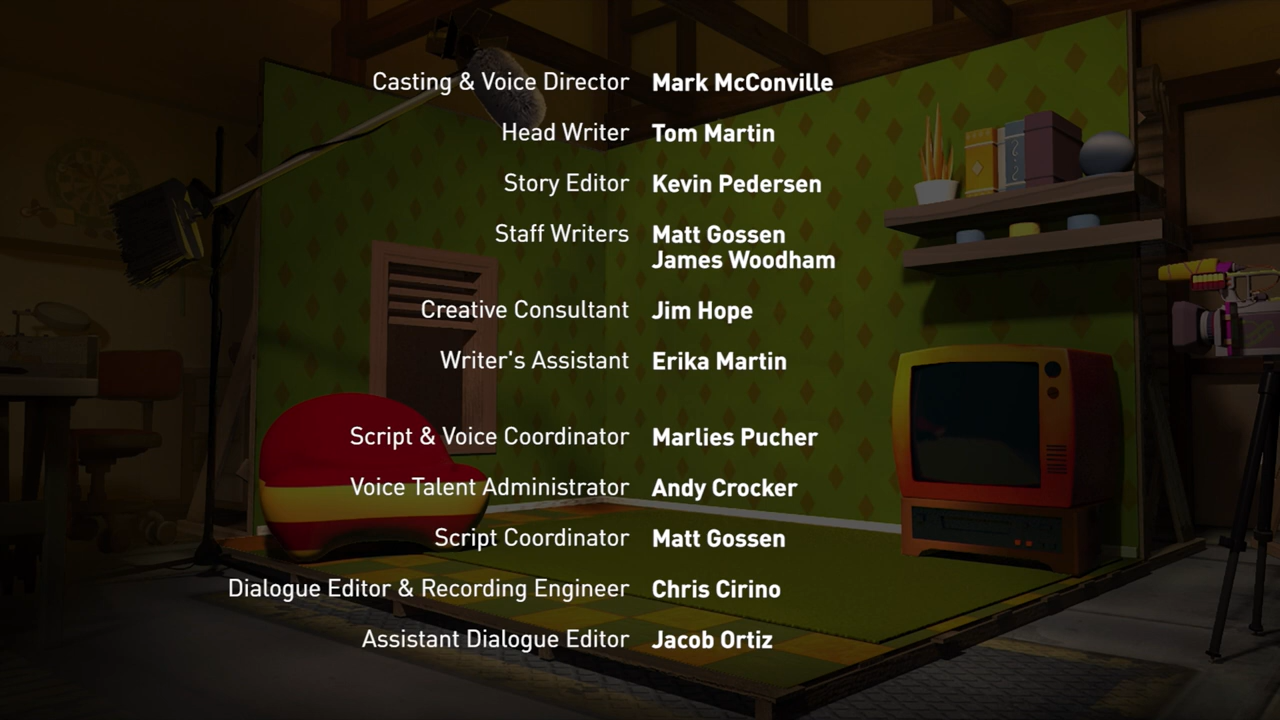 Casting & Voice Director Mark McConville
Head Writer Tom Martin
Story Editor Kevin Pedersen
Staff Writers Matt Gossen
James Woodham
Creative Consultant Jim Hope
Writer's Assistant Erika Martin
Script & Voice Coordinator Marlies Pucher
Voice Talent Administrator Andy Crocker
Script Coordinator Matt Gossen
Dialogue Editor & Recording Engineer Chris Cirino
Assistant Dialogue Editor Jacob Ortiz